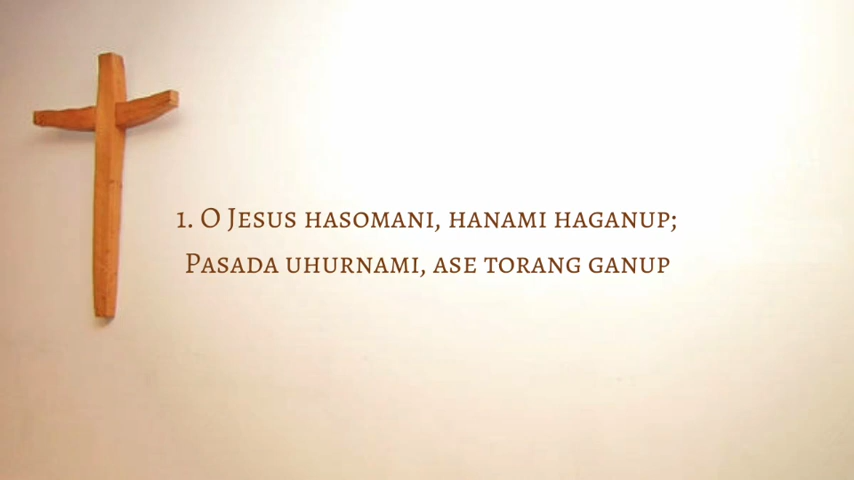 1. O Jesus hasomani, hanami haganup;
Pasada uhurnami, ase torang ganup